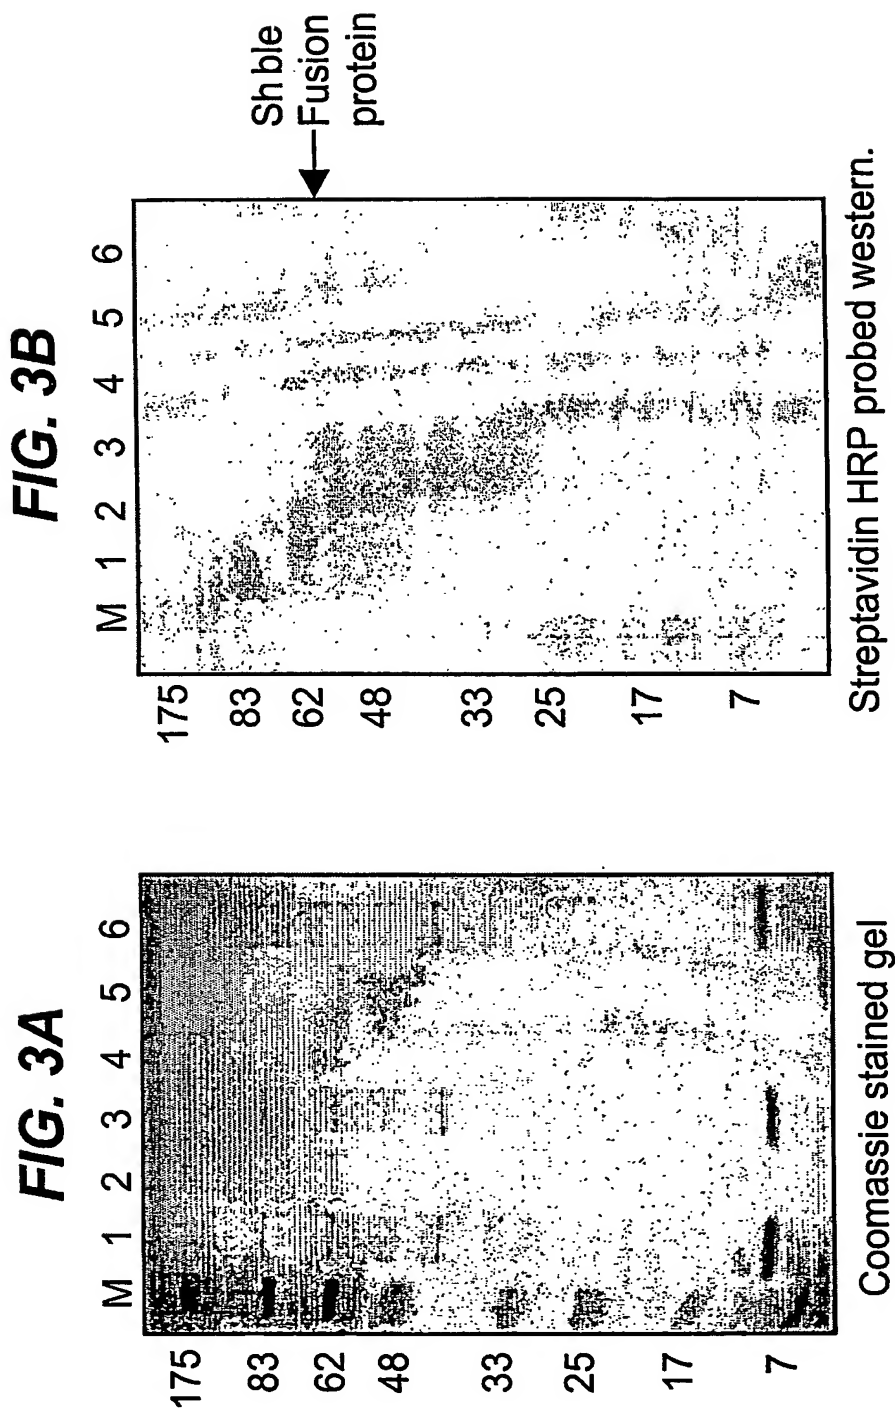 FIG. 3A
M 1 2 3 4 5 6
175
83
62
48
33
25
17
7
Coomassie stained gel
FIG. 3B
M 1 2 3 4 5 6
175
83
62
48
33
25
17
7
Sh ble
Fusion
protein
Streptavidin HRP probed western.